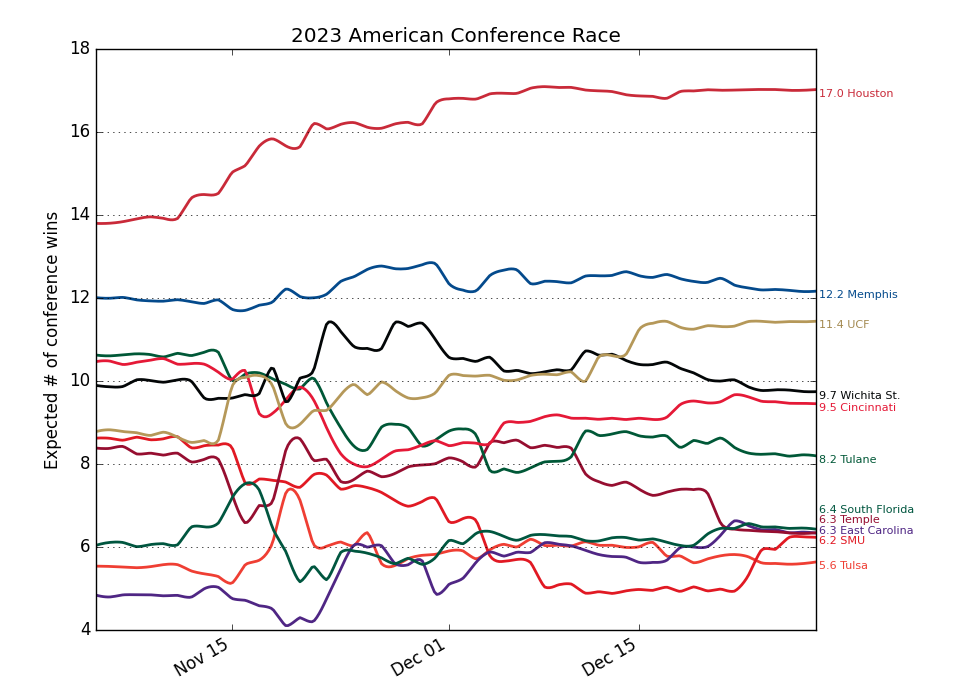 2023 American Conference Race
Expected # of conference wins
18
16
14
12
10
8
6
4
Nov 15
Dec 01
Dec 15
17.0 Houston
12.2 Memphis
11.4 UCF
9.7 Wichita St.
9.5 Cincinnati
8.2 Tulane
6.4 South Florida
6.3 Temple
6.3 East Carolina
6.2 SMU
5.6 Tulsa